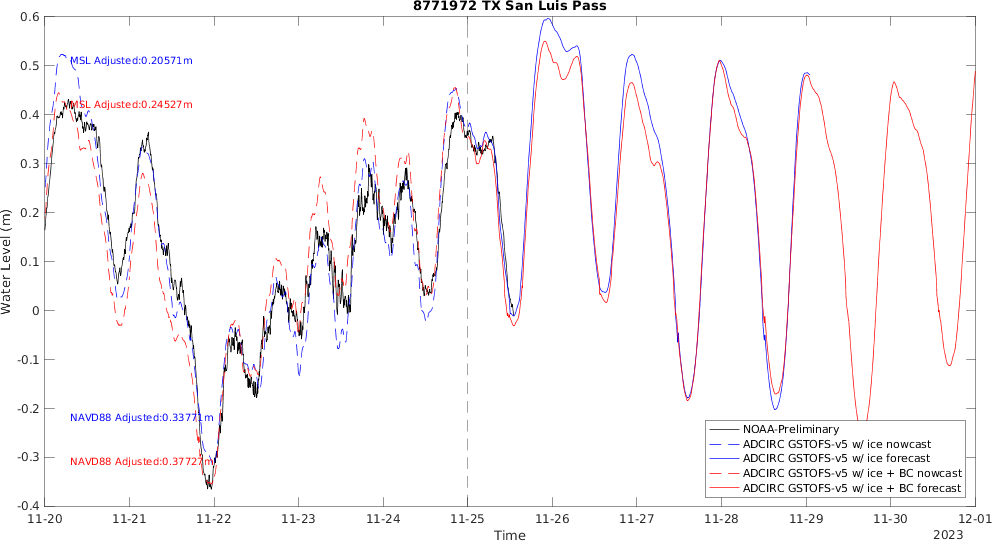 8771972 TX San Luis Pass
0.6
0.5
0.4
0.3
0.2
0.1
0
-0.1
-0.2
-0.3
-0.4
Water Level (m)
MSL Adjusted:0.20571m
MSL Adjusted:0.24527m
NAVD88 Adjusted:0.33771m
NAVD88 Adjusted:0.37727m
NOAA-Preliminary
ADCIRC GSTOFS-v5 w/ ice nowcast
ADCIRC GSTOFS-v5 w/ ice forecast
ADCIRC GSTOFS-v5 w/ ice + BC nowcast
ADCIRC GSTOFS-v5 w/ ice + BC forecast
11-20 11-21 11-22 11-23 11-24 11-25 11-26 11-27 11-28 11-29 11-30 12-01
Time
2023